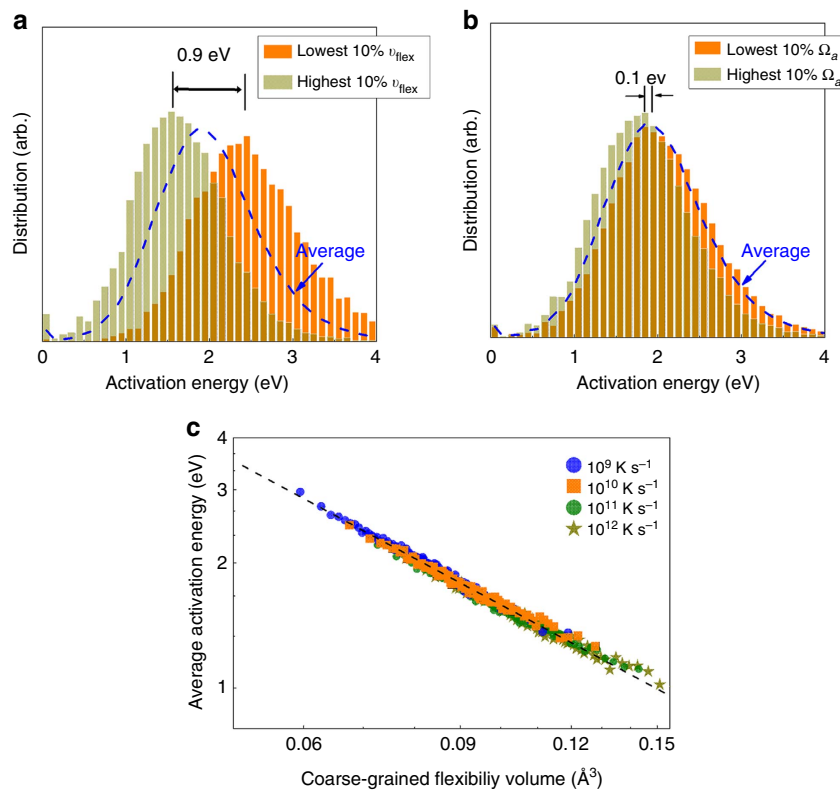 a
0.9 eV
Lowest 10% υflex
Highest 10% υflex
Distribution (arb.)
Average
0 1 2 3 4
Activation energy (eV)
b
Lowest 10% Ωa
Highest 10% Ωa
0.1 ev
Distribution (arb.)
Average
0 1 2 3 4
Activation energy (eV)
c
4
3
2
1
Average activation energy (eV)
10⁹ K s⁻¹
10¹⁰ K s⁻¹
10¹¹ K s⁻¹
10¹² K s⁻¹
0.06 0.09 0.12 0.15
Coarse-grained flexibiliy volume (Å³)